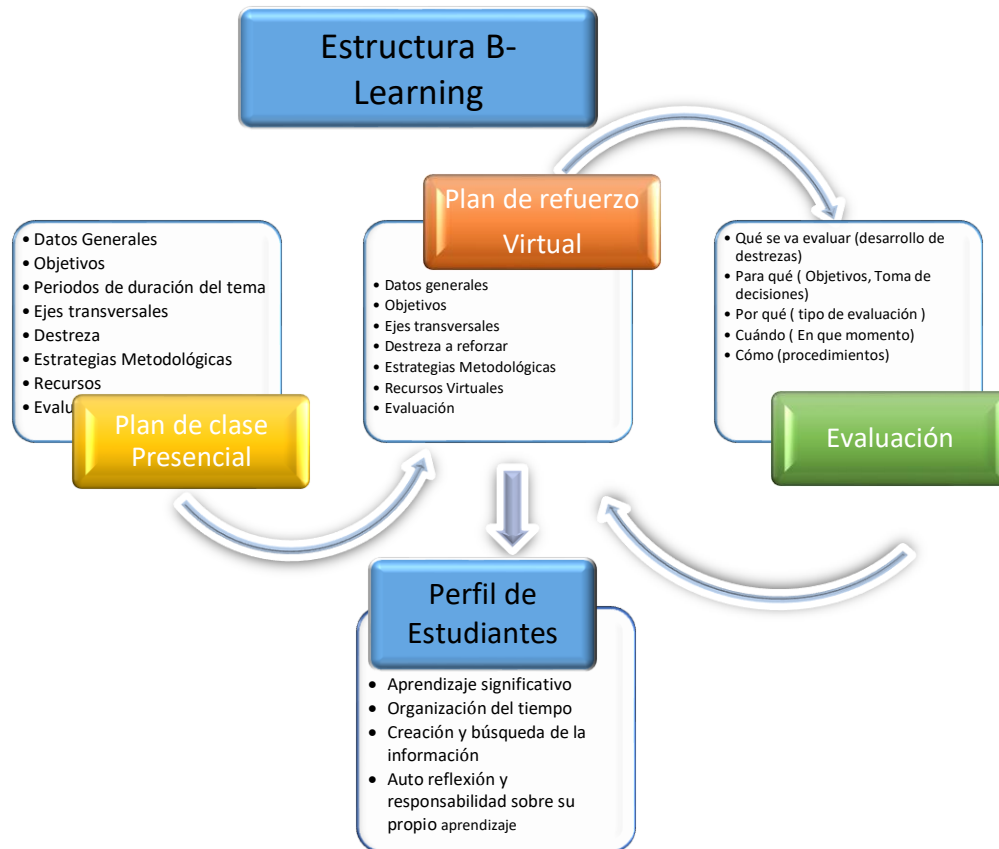 Estructura B-
Learning
Plan de refuerzo
Virtual
• Datos Generales
• Objetivos
• Periodos de duración del tema
• Ejes transversales
• Destreza
• Estrategias Metodológicas
• Recursos
• Evalu
Plan de clase
Presencial
• Datos generales
• Objetivos
• Ejes transversales
• Destreza a reforzar
• Estrategias Metodológicas
• Recursos Virtuales
• Evaluación
• Qué se va evaluar (desarrollo de
destrezas)
• Para qué ( Objetivos, Toma de
decisiones)
• Por qué ( tipo de evaluación )
• Cuándo ( En que momento)
• Cómo (procedimientos)
Evaluación
Perfil de
Estudiantes
• Aprendizaje significativo
• Organización del tiempo
• Creación y búsqueda de la
información
• Auto reflexión y
responsabilidad sobre su
propio aprendizaje